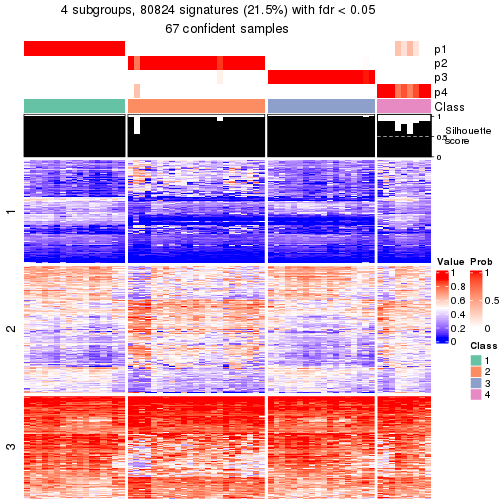 4 subgroups, 80824 signatures (21.5%) with fdr < 0.05
67 confident samples
p1
p2
p3
p4
Class
1
0.5
0
Silhouette
score
1
2
3
Value
1
0.8
0.6
0.4
0.2
0
Prob
1
0.5
0
Class
1
2
3
4